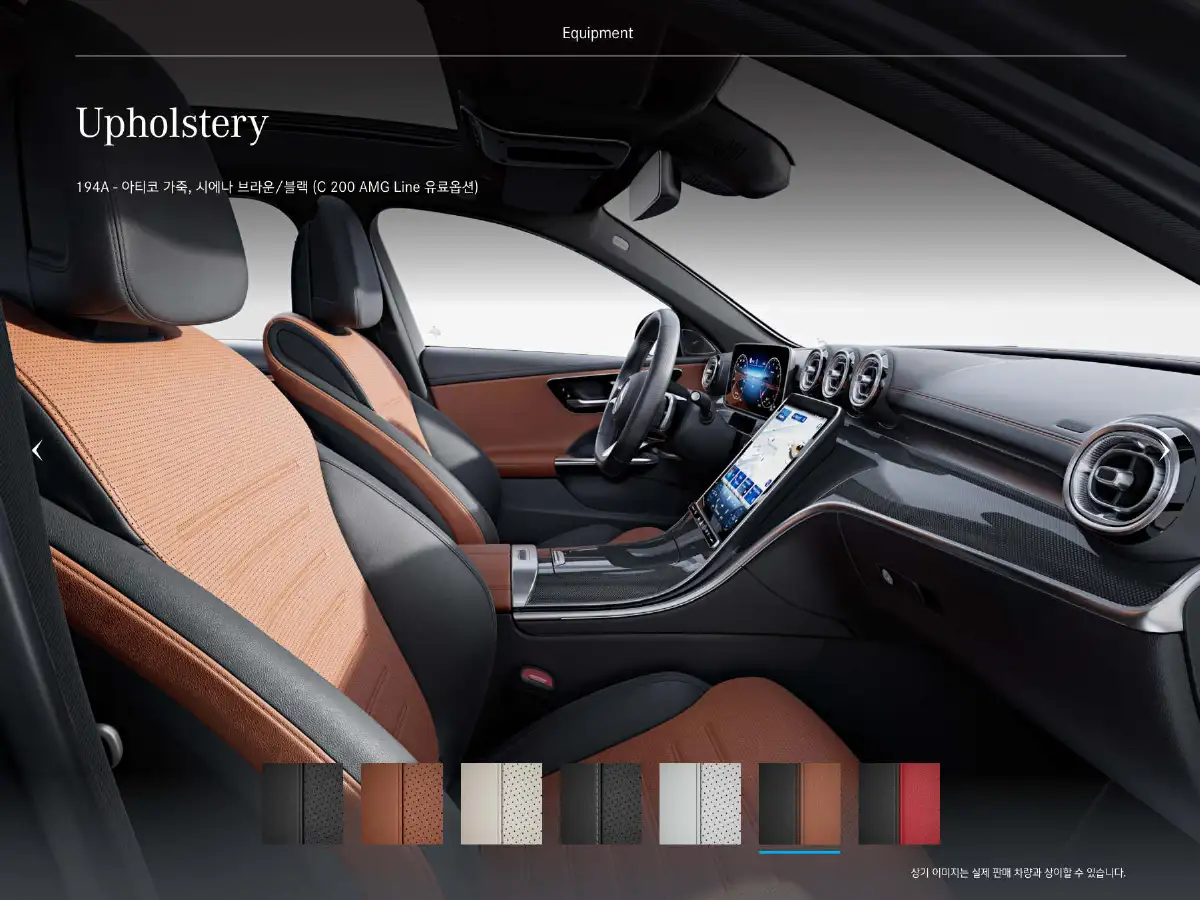 Equipment
Upholstery
194A - 아티코 가죽, 시에나 브라운/블랙 (C 200 AMG Line 유료옵션)
상기 이미지는 실제 판매 차량과 상이할 수 있습니다.